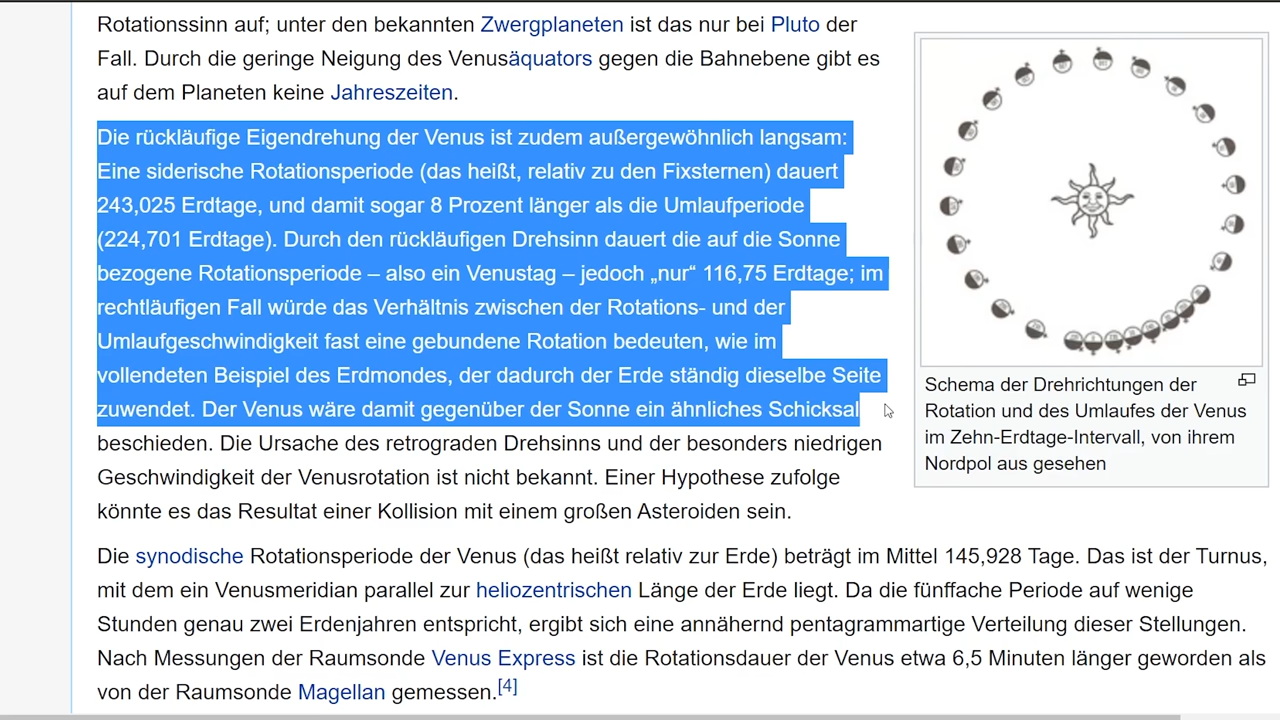 Rotationssinn auf; unter den bekannten Zwergplaneten ist das nur bei Pluto der
Fall. Durch die geringe Neigung des Venusäquators gegen die Bahnebene gibt es
auf dem Planeten keine Jahreszeiten.
Die rückläufige Eigendrehung der Venus ist zudem außergewöhnlich langsam:
Eine siderische Rotationsperiode (das heißt, relativ zu den Fixsternen) dauert
243,025 Erdtage, und damit sogar 8 Prozent länger als die Umlaufperiode
(224,701 Erdtage). Durch den rückläufigen Drehsinn dauert die auf die Sonne
bezogene Rotationsperiode – also ein Venustag – jedoch „nur“ 116,75 Erdtage; im
rechtläufigen Fall würde das Verhältnis zwischen der Rotations- und der
Umlaufgeschwindigkeit fast eine gebundene Rotation bedeuten, wie im
vollendeten Beispiel des Erdmondes, der dadurch der Erde ständig dieselbe Seite
zuwendet. Der Venus wäre damit gegenüber der Sonne ein ähnliches Schicksal
beschieden. Die Ursache des retrograden Drehsinns und der besonders niedrigen
Geschwindigkeit der Venusrotation ist nicht bekannt. Einer Hypothese zufolge
könnte es das Resultat einer Kollision mit einem großen Asteroiden sein.
Die synodische Rotationsperiode der Venus (das heißt relativ zur Erde) beträgt im Mittel 145,928 Tage. Das ist der Turnus,
mit dem ein Venusmeridian parallel zur heliozentrischen Länge der Erde liegt. Da die fünffache Periode auf wenige
Stunden genau zwei Erdenjahren entspricht, ergibt sich eine annähernd pentagrammartige Verteilung dieser Stellungen.
Nach Messungen der Raumsonde Venus Express ist die Rotationsdauer der Venus etwa 6,5 Minuten länger geworden als
von der Raumsonde Magellan gemessen.[4]
Schema der Drehrichtungen der
Rotation und des Umlaufes der Venus
im Zehn-Erdtage-Intervall, von ihrem
Nordpol aus gesehen